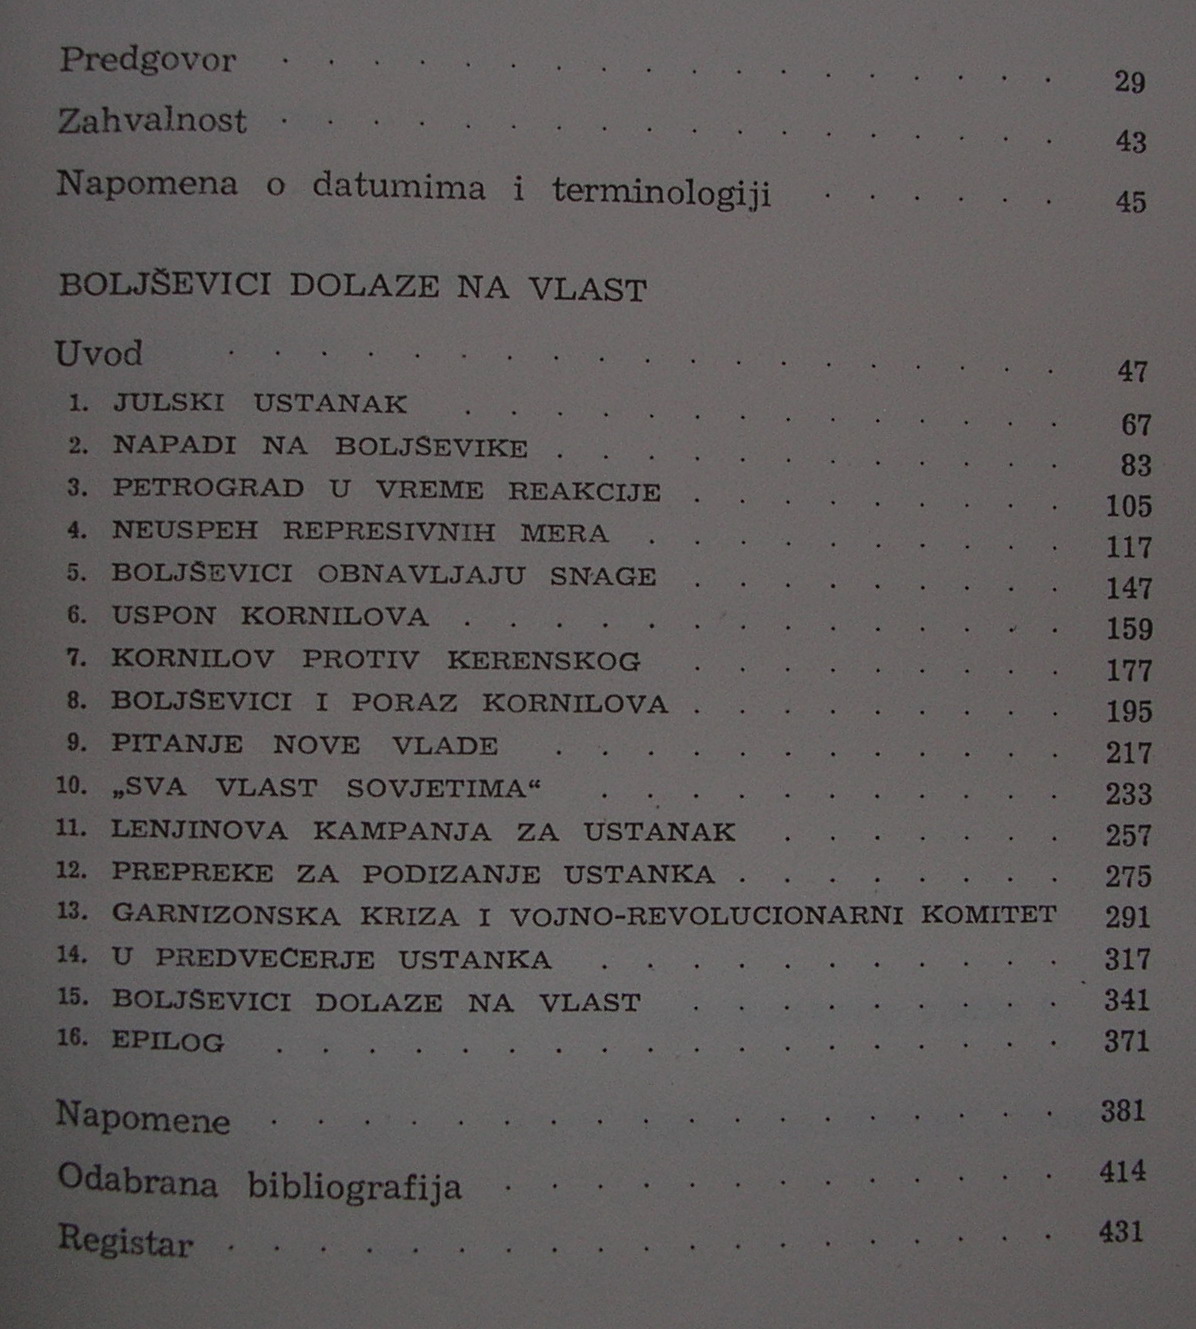 Predgovor . . . . . . . . . . . . . . . . . . 29
Zahvalnost . . . . . . . . . . . . . . . . . . 43
Napomena o datumima i terminologiji . . . . . . 45
BOLJŠEVICI DOLAZE NA VLAST
Uvod . . . . . . . . . . . . . . . . . . . 47
1. JULSKI USTANAK . . . . . . . . . . . . . . 67
2. NAPADI NA BOLJŠEVIKE . . . . . . . . . . . . 83
3. PETROGRAD U VREME REAKCIJE . . . . . . . . . 105
4. NEUSPEH REPRESIVNIH MERA . . . . . . . . . . 117
5. BOLJŠEVICI OBNAVLJAJU SNAGE . . . . . . . . . 147
6. USPON KORNILOVA . . . . . . . . . . . . . . 159
7. KORNILOV PROTIV KERENSKOG . . . . . . . . . 177
8. BOLJŠEVICI I PORAZ KORNILOVA . . . . . . . . . 195
9. PITANJE NOVE VLADE . . . . . . . . . . . . 217
10. „SVA VLAST SOVJETIMA“ . . . . . . . . . . . 233
11. LENJINOVA KAMPANJA ZA USTANAK . . . . . . . 257
12. PREPREKE ZA PODIZANJE USTANKA . . . . . . . . 275
13. GARNIZONSKA KRIZA I VOJNO-REVOLUCIONARNI KOMITET 291
14. U PREDVEČERJE USTANKA . . . . . . . . . . . 317
15. BOLJŠEVICI DOLAZE NA VLAST . . . . . . . . . 341
16. EPILOG . . . . . . . . . . . . . . . . . . 371
Napomene . . . . . . . . . . . . . . . . . . 381
Odabrana bibliografija . . . . . . . . . . . . . 414
Registar . . . . . . . . . . . . . . . . . . . 431